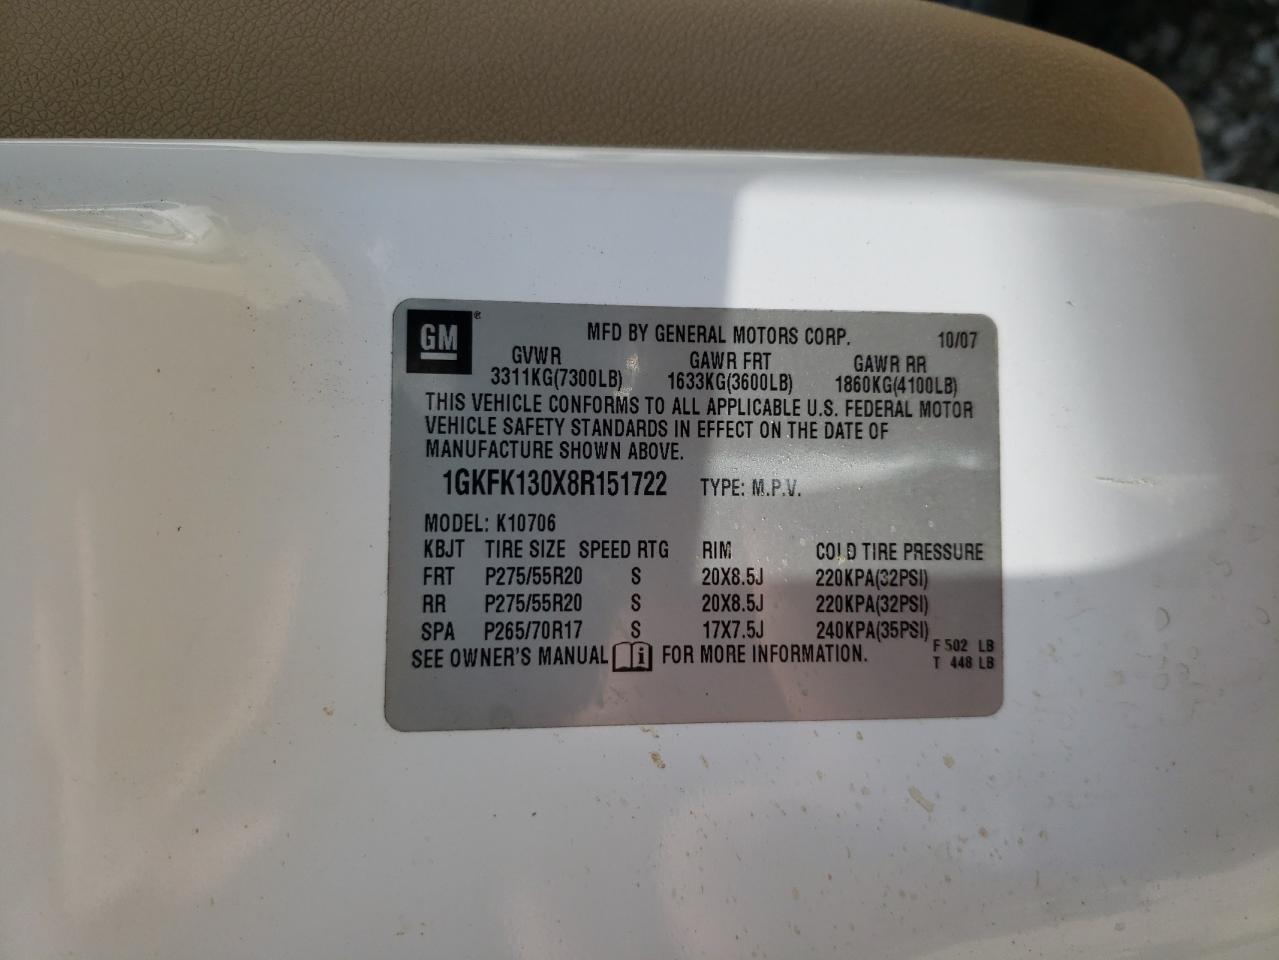 GM ®
MFD BY GENERAL MOTORS CORP. 10/07
GVWR GAWR FRT GAWR RR
3311KG(7300LB) 1633KG(3600LB) 1860KG(4100LB)
THIS VEHICLE CONFORMS TO ALL APPLICABLE U.S. FEDERAL MOTOR
VEHICLE SAFETY STANDARDS IN EFFECT ON THE DATE OF
MANUFACTURE SHOWN ABOVE.
1GKFK130X8R151722 TYPE: M.P.V.
MODEL: K10706
KBJT TIRE SIZE SPEED RTG RIM COLD TIRE PRESSURE
FRT P275/55R20 S 20X8.5J 220KPA(32PSI)
RR P275/55R20 S 20X8.5J 220KPA(32PSI)
SPA P265/70R17 S 17X7.5J 240KPA(35PSI)
SEE OWNER'S MANUAL i FOR MORE INFORMATION.
F 502 LB
T 448 LB